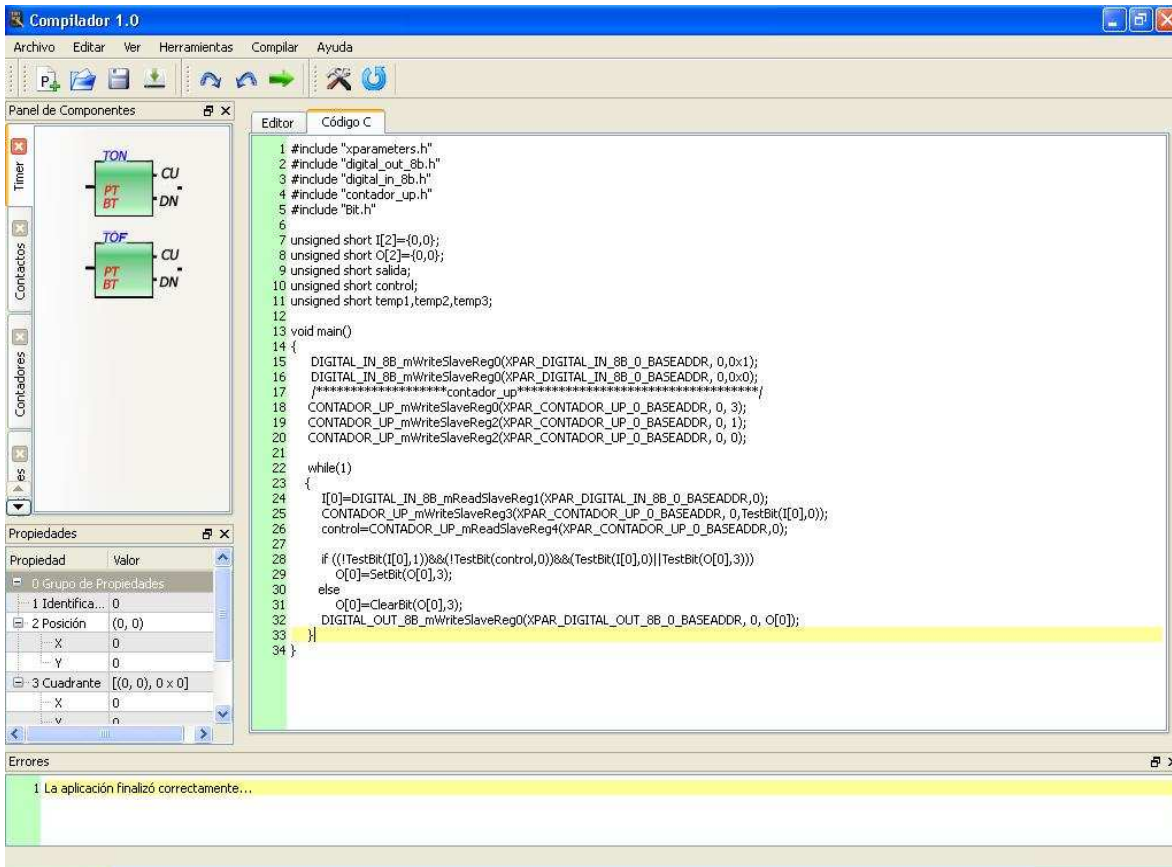 Compilador 1.0
Archivo Editar Ver Herramientas Compilar Ayuda
P
Panel de Componentes
Timer
Contactos
Contadores
es
TON
CU
PT
BT
DN
TOF
CU
PT
BT
DN
Propiedades
Propiedad Valor
0 Grupo de Propiedades
1 Identifica... 0
2 Posición (0, 0)
X 0
Y 0
3 Cuadrante [(0, 0), 0 x 0]
X 0
Y 0
Editor Código C
1 #include "xparameters.h"
2 #include "digital_out_8b.h"
3 #include "digital_in_8b.h"
4 #include "contador_up.h"
5 #include "Bit.h"
6
7 unsigned short I[2]={0,0};
8 unsigned short O[2]={0,0};
9 unsigned short salida;
10 unsigned short control;
11 unsigned short temp1,temp2,temp3;
12
13 void main()
14 {
15 DIGITAL_IN_8B_mWriteSlaveReg0(XPAR_DIGITAL_IN_8B_0_BASEADDR, 0,0x1);
16 DIGITAL_IN_8B_mWriteSlaveReg0(XPAR_DIGITAL_IN_8B_0_BASEADDR, 0,0x0);
17 /********************contador_up************************************/
18 CONTADOR_UP_mWriteSlaveReg0(XPAR_CONTADOR_UP_0_BASEADDR, 0, 3);
19 CONTADOR_UP_mWriteSlaveReg2(XPAR_CONTADOR_UP_0_BASEADDR, 0, 1);
20 CONTADOR_UP_mWriteSlaveReg2(XPAR_CONTADOR_UP_0_BASEADDR, 0, 0);
21
22 while(1)
23 {
24 I[0]=DIGITAL_IN_8B_mReadSlaveReg1(XPAR_DIGITAL_IN_8B_0_BASEADDR,0);
25 CONTADOR_UP_mWriteSlaveReg3(XPAR_CONTADOR_UP_0_BASEADDR, 0,TestBit(I[0],0));
26 control=CONTADOR_UP_mReadSlaveReg4(XPAR_CONTADOR_UP_0_BASEADDR,0);
27
28 if ((!TestBit(I[0],1))&&(!TestBit(control,0))&&(TestBit(I[0],0)||TestBit(O[0],3)))
29 O[0]=SetBit(O[0],3);
30 else
31 O[0]=ClearBit(O[0],3);
32 DIGITAL_OUT_8B_mWriteSlaveReg0(XPAR_DIGITAL_OUT_8B_0_BASEADDR, 0, O[0]);
33 }
34 }
Errores
1 La aplicación finalizó correctamente...